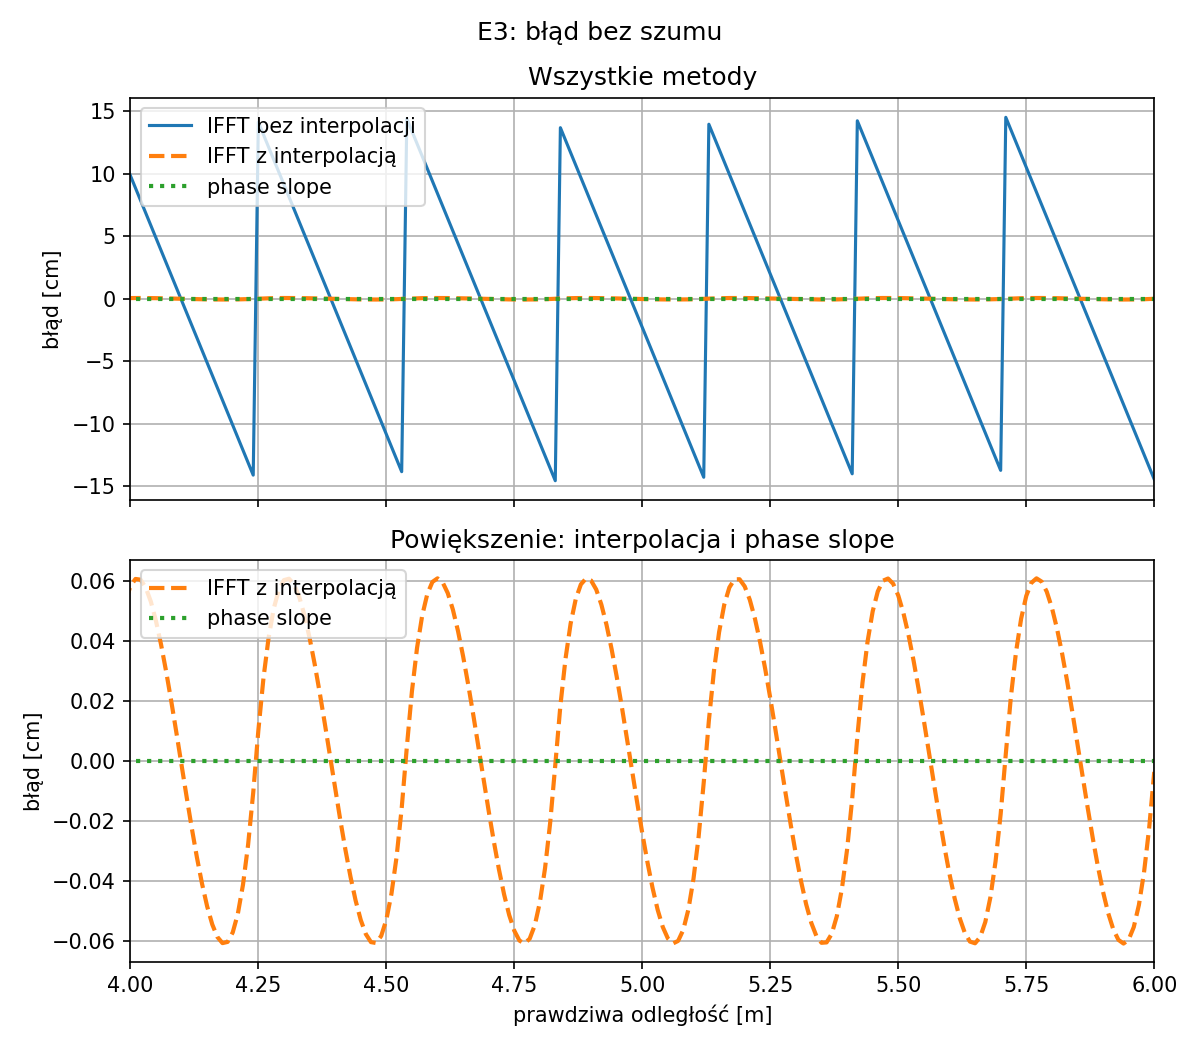 E3: błąd bez szumu
Wszystkie metody
15
10
5
0
−5
−10
−15
błąd [cm]
IFFT bez interpolacji
IFFT z interpolacją
phase slope
Powiększenie: interpolacja i phase slope
0.06
0.04
0.02
0.00
−0.02
−0.04
−0.06
błąd [cm]
IFFT z interpolacją
phase slope
4.00 4.25 4.50 4.75 5.00 5.25 5.50 5.75 6.00
prawdziwa odległość [m]